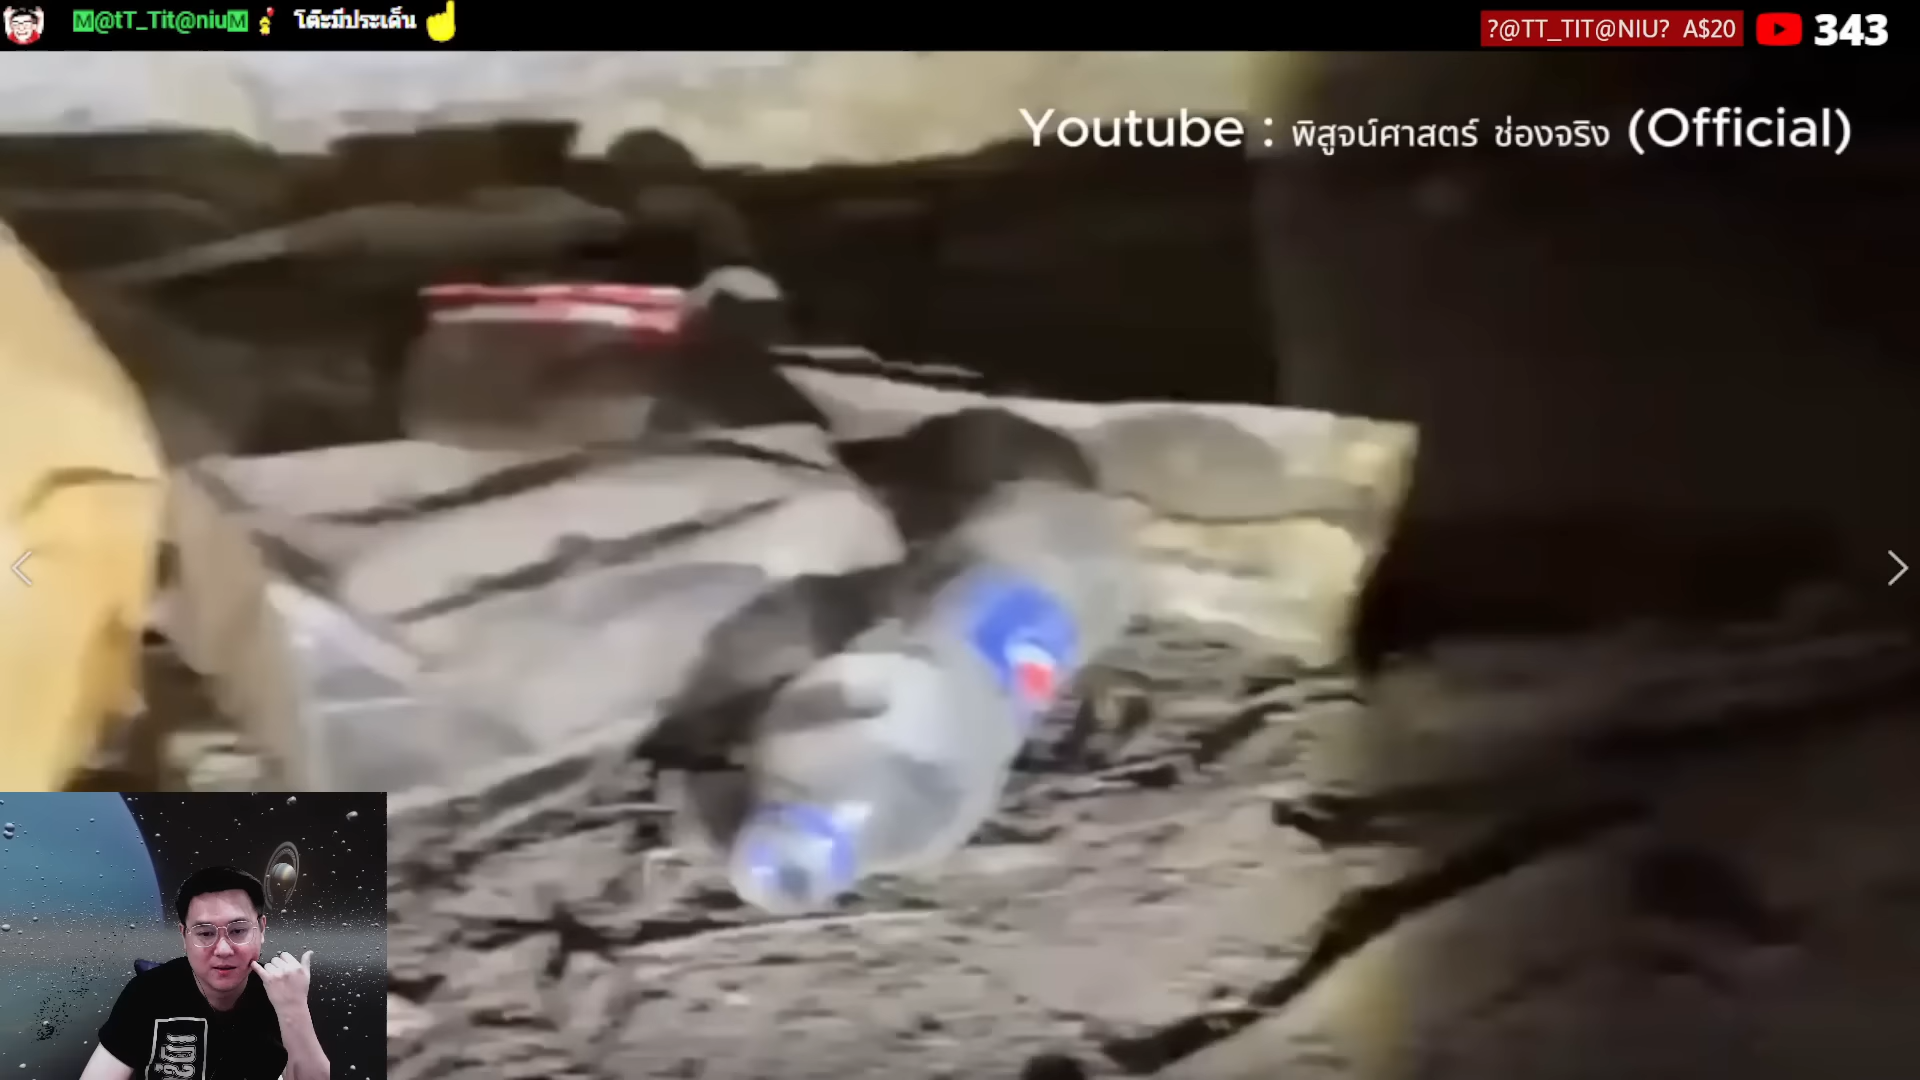 M@tT_Tit@niuM โต๊ะมีประเด็น
?@TT_TIT@NIU? A$20 343
Youtube : พิสูจน์ศาสตร์ ช่องจริง (Official)